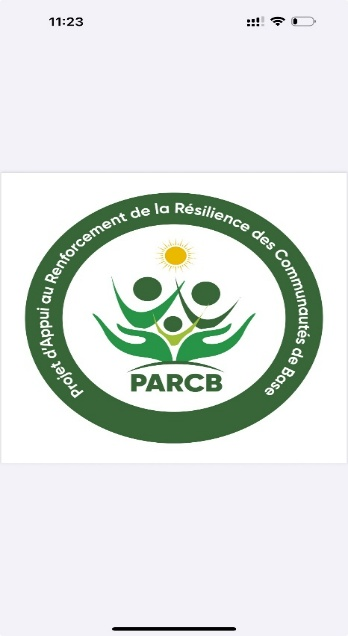 11:23
Projet d'Appui au Renforcement de la Résilience des Communautés de Base
PARCB